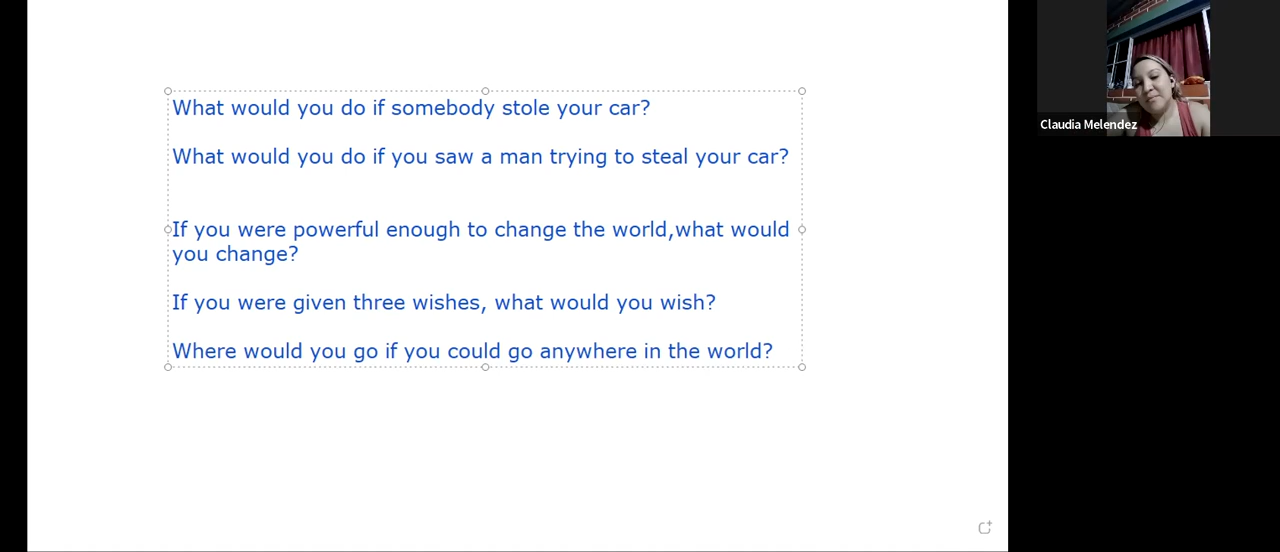 What would you do if somebody stole your car?
What would you do if you saw a man trying to steal your car?
If you were powerful enough to change the world,what would
you change?
If you were given three wishes, what would you wish?
Where would you go if you could go anywhere in the world?
Claudia Melendez